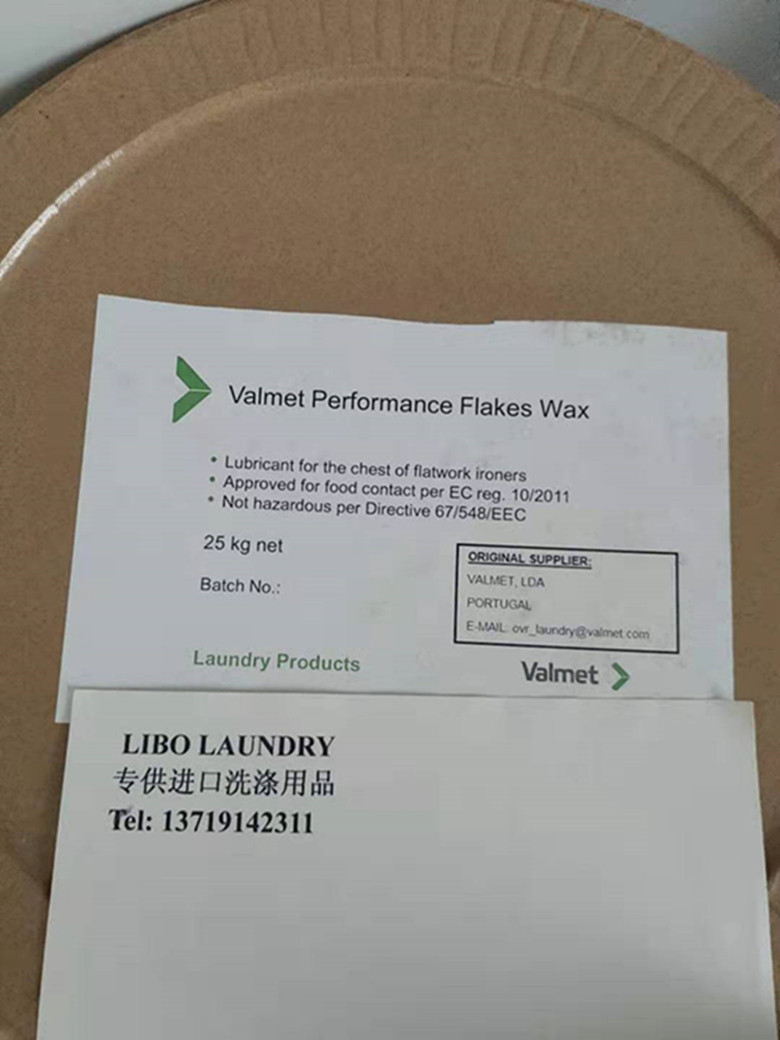 Valmet Performance Flakes Wax
• Lubricant for the chest of flatwork ironers
• Approved for food contact per EC reg. 10/2011
• Not hazardous per Directive 67/548/EEC
25 kg net
Batch No.:
ORIGINAL SUPPLIER:
VALMET, LDA
PORTUGAL
E-MAIL: ovr_laundry@valmet.com
Laundry Products
Valmet
LIBO LAUNDRY
专供进口洗涤用品
Tel: 13719142311